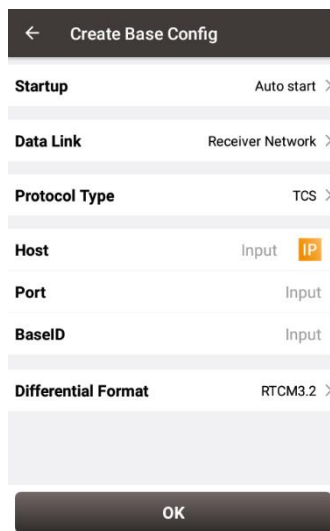 Create Base Config
Startup Auto start
Data Link Receiver Network
Protocol Type TCS
Host Input IP
Port Input
BaseID Input
Differential Format RTCM3.2
OK